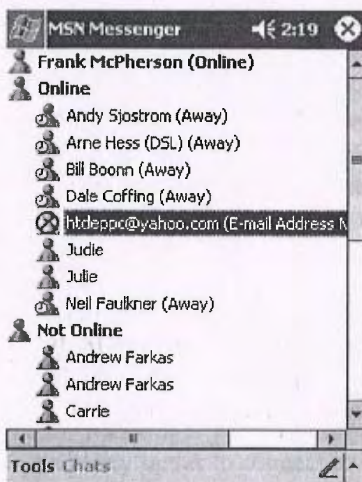 MSN Messenger 2:19
Frank McPherson (Online)
Online
Andy Sjostrom (Away)
Arne Hess (DSL) (Away)
Bill Boonn (Away)
Dale Coffing (Away)
htdeppc@yahoo.com (E-mail Address N
Judie
Julie
Neil Faulkner (Away)
Not Online
Andrew Farkas
Andrew Farkas
Carrie
Tools Chats